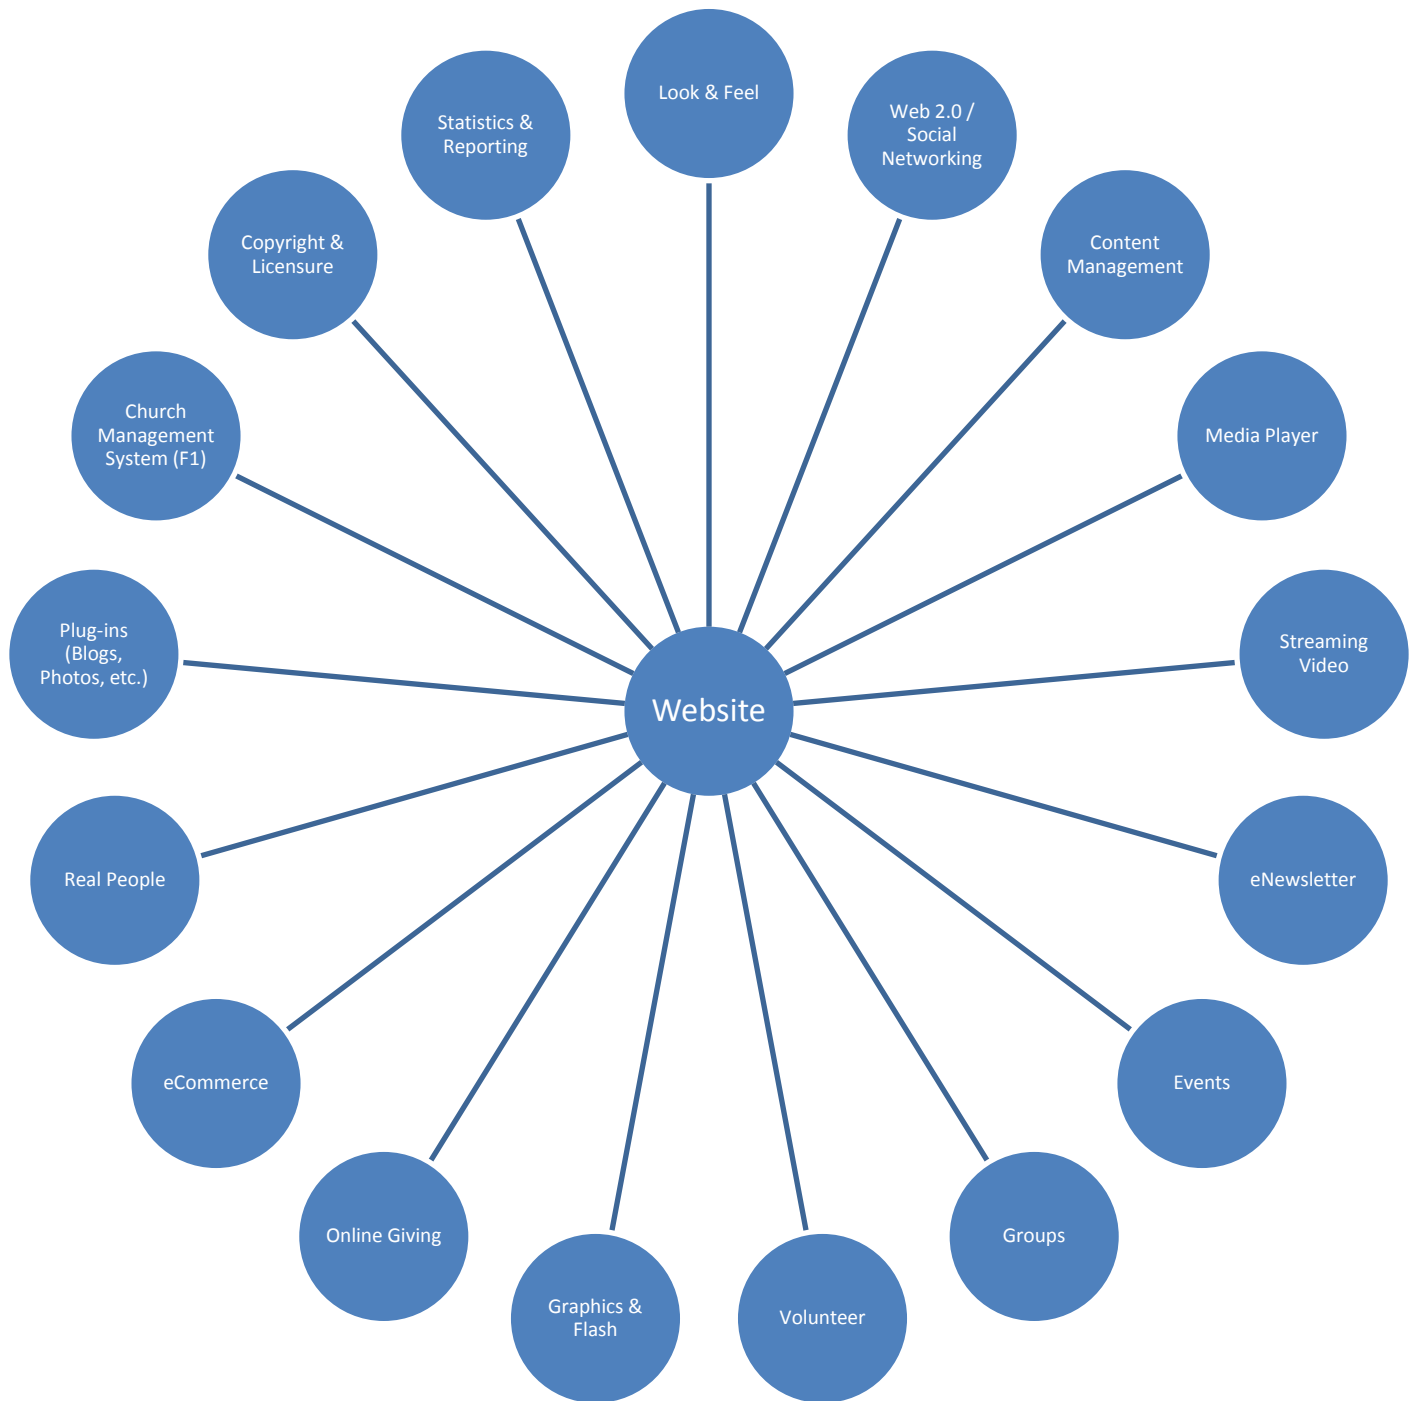 Look & Feel
Web 2.0 /
Social
Networking
Content
Management
Media Player
Streaming
Video
eNewsletter
Events
Groups
Volunteer
Graphics &
Flash
Online Giving
eCommerce
Real People
Plug-ins
(Blogs,
Photos, etc.)
Church
Management
System (F1)
Copyright &
Licensure
Statistics &
Reporting
Website